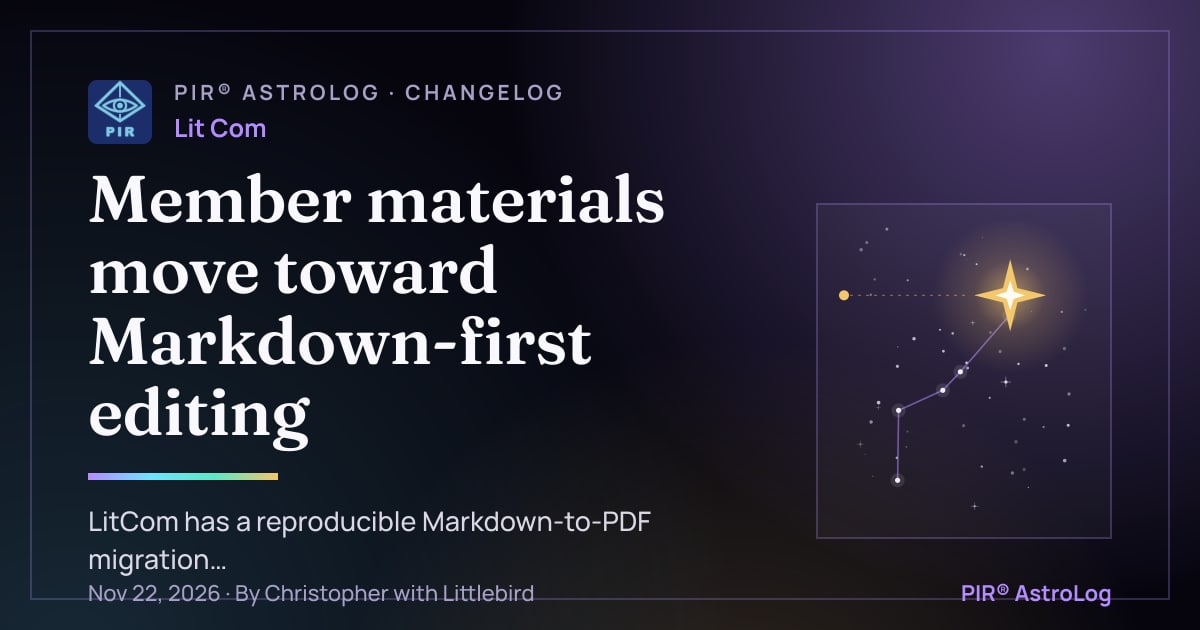 PIR® ASTROLOG · CHANGELOG
PIR
Lit Com
Member materials
move toward
Markdown-first
editing
LitCom has a reproducible Markdown-to-PDF
migration…
Nov 22, 2026 · By Christopher with Littlebird
PIR® AstroLog